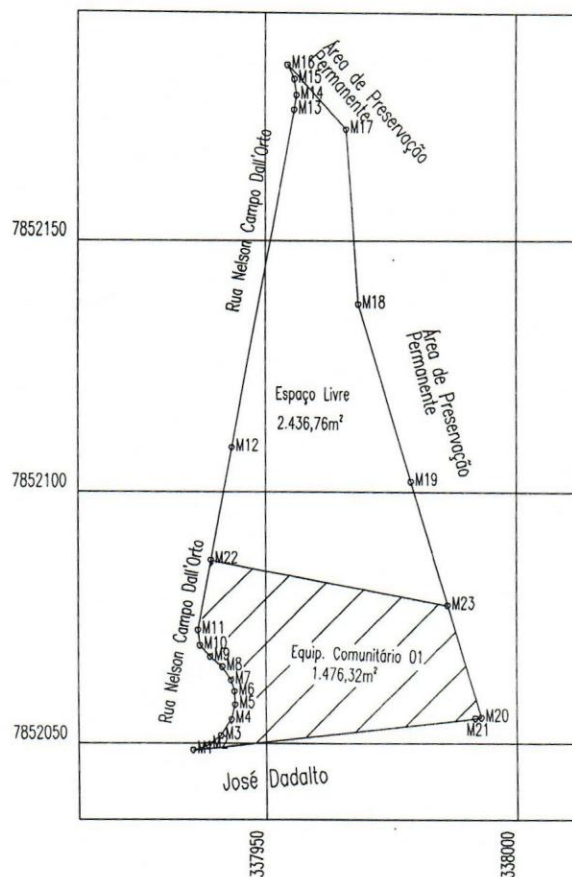 M16
M15
M14
M13
Área de Preservação
Permanente
M17
Rua Nelson Campo Dall'Orto
7852150
M18
Área de Preservação
Permanente
Espaço Livre
2.436,76m²
M12
7852100
M19
M22
Rua Nelson Campo Dall'Orto
M23
M11
M10
M9
M8
M7
M6
M5
M4
M3
M2
M1
Equip. Comunitário 01
1.476,32m²
M20
M21
7852050
José Dadalto
337950
338000